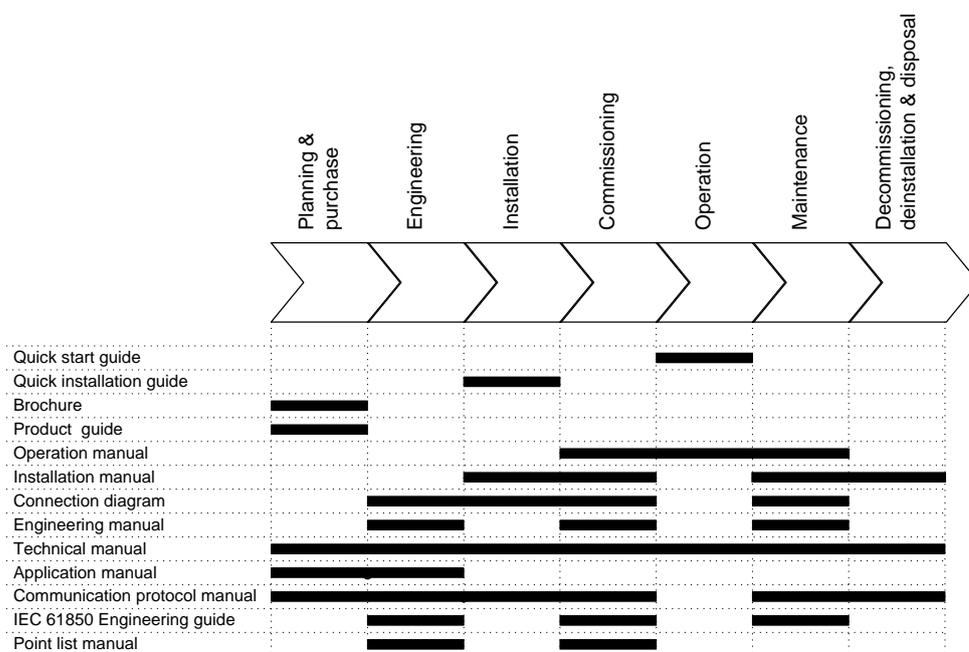 Planning &
purchase
Engineering
Installation
Commissioning
Operation
Maintenance
Decommissioning,
deinstallation & disposal
Quick start guide
Quick installation guide
Brochure
Product guide
Operation manual
Installation manual
Connection diagram
Engineering manual
Technical manual
Application manual
Communication protocol manual
IEC 61850 Engineering guide
Point list manual